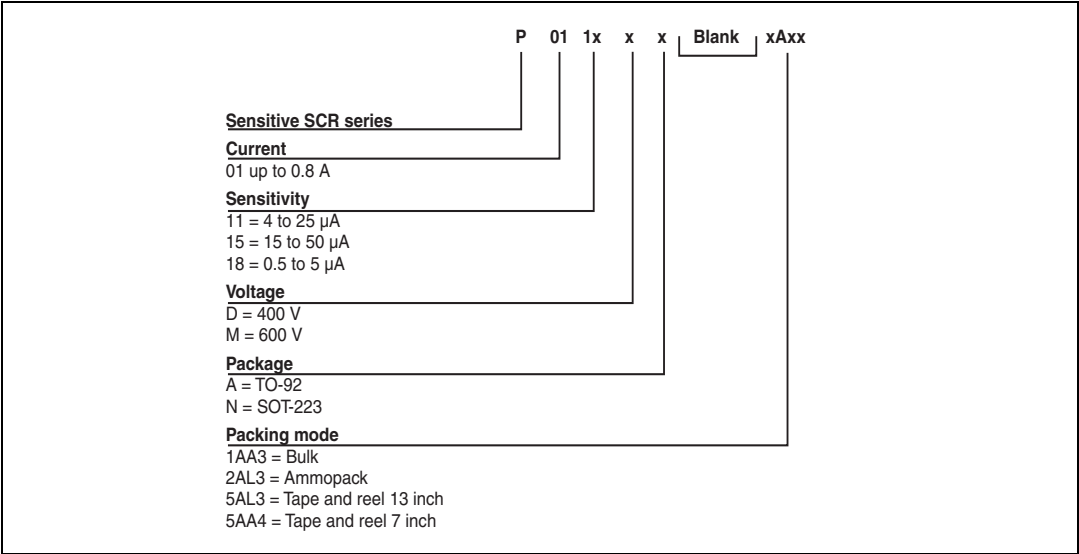 P 01 1x x x Blank xAxx
Sensitive SCR series
Current
01 up to 0.8 A
Sensitivity
11 = 4 to 25 µA
15 = 15 to 50 µA
18 = 0.5 to 5 µA
Voltage
D = 400 V
M = 600 V
Package
A = TO-92
N = SOT-223
Packing mode
1AA3 = Bulk
2AL3 = Ammopack
5AL3 = Tape and reel 13 inch
5AA4 = Tape and reel 7 inch